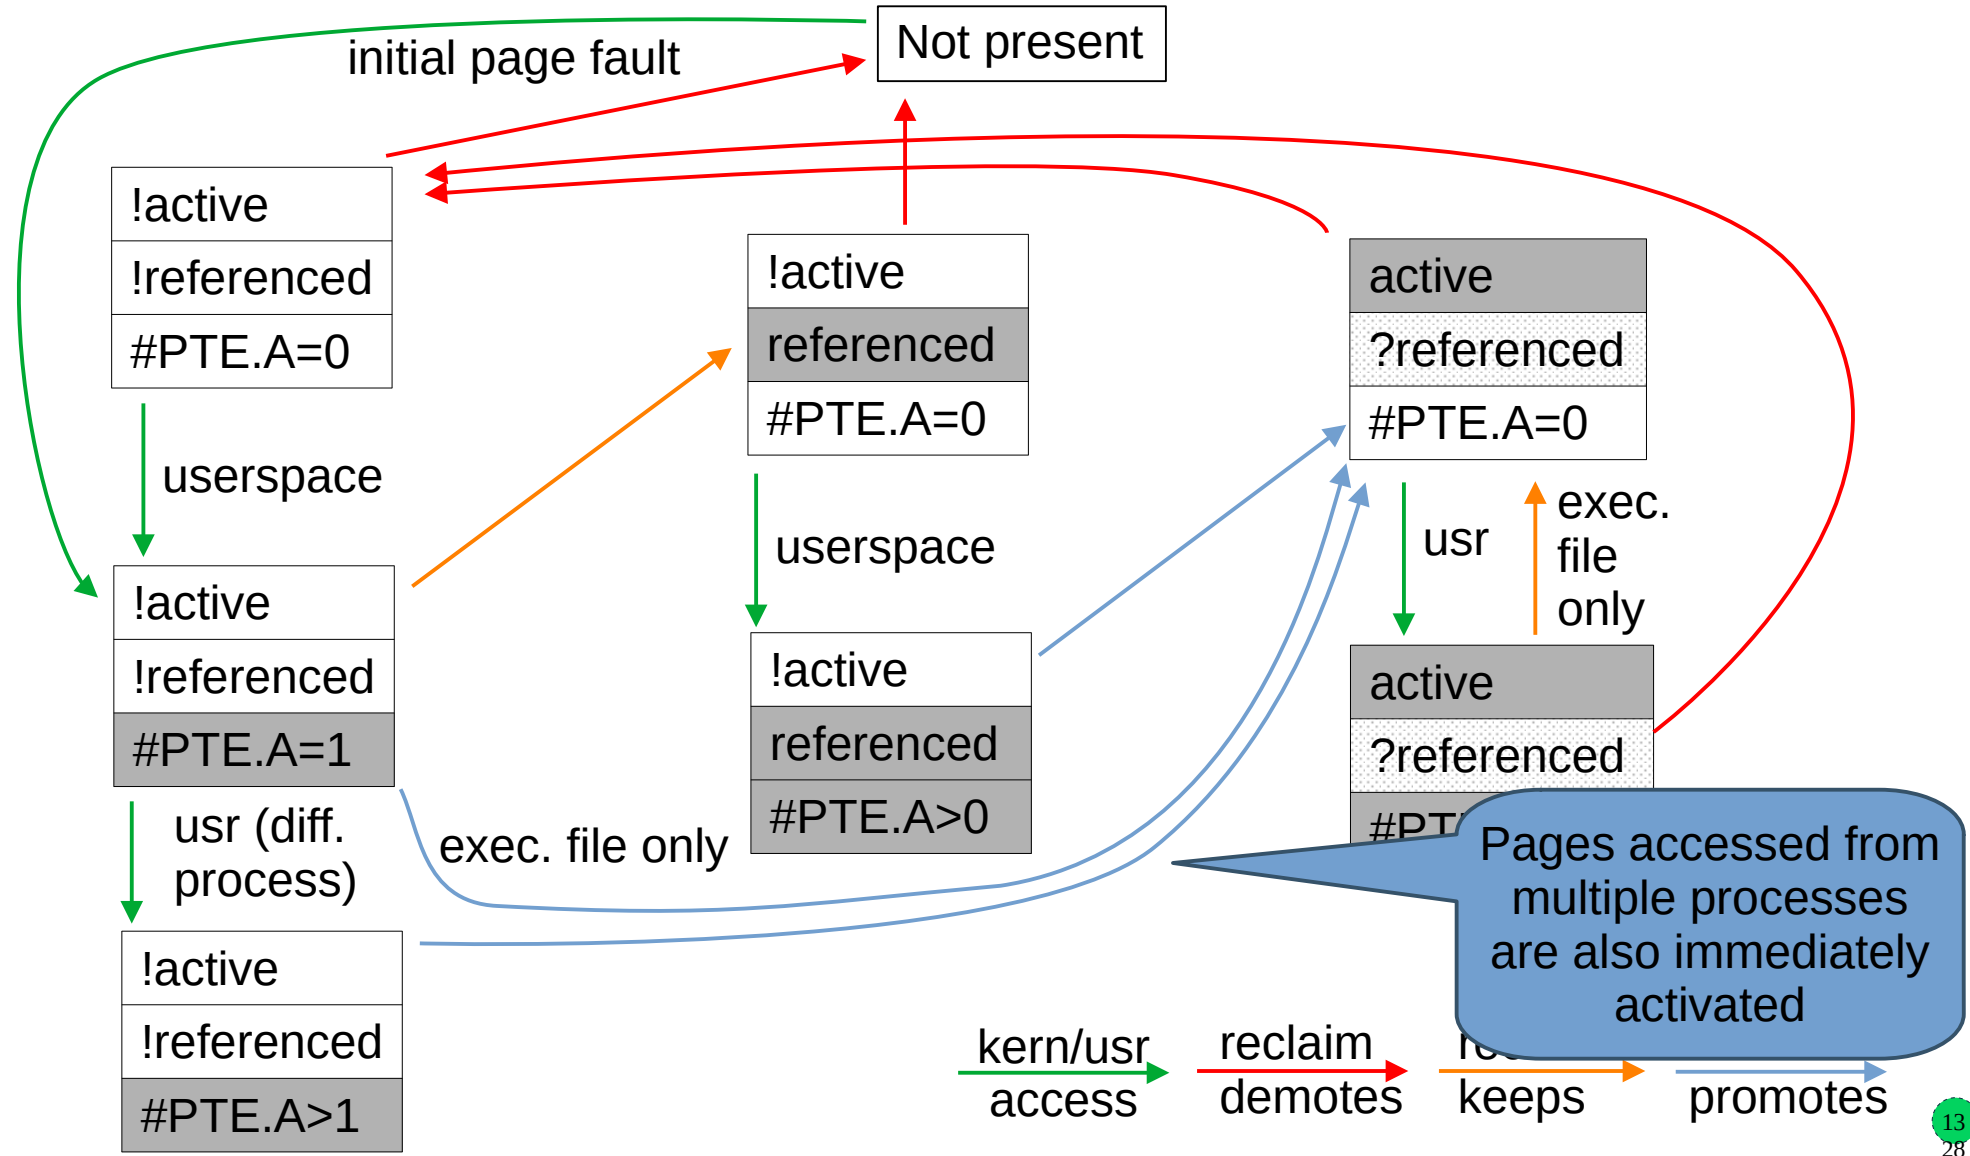 Not present
initial page fault
!active
!referenced
#PTE.A=0
!active
referenced
#PTE.A=0
active
?referenced
#PTE.A=0
userspace
userspace
usr
exec.
file
only
!active
!referenced
#PTE.A=1
!active
referenced
#PTE.A>0
active
?referenced
usr (diff.
process)
exec. file only
Pages accessed from
multiple processes
are also immediately
activated
!active
!referenced
#PTE.A>1
kern/usr
access
reclaim
demotes
keeps
promotes
13
28